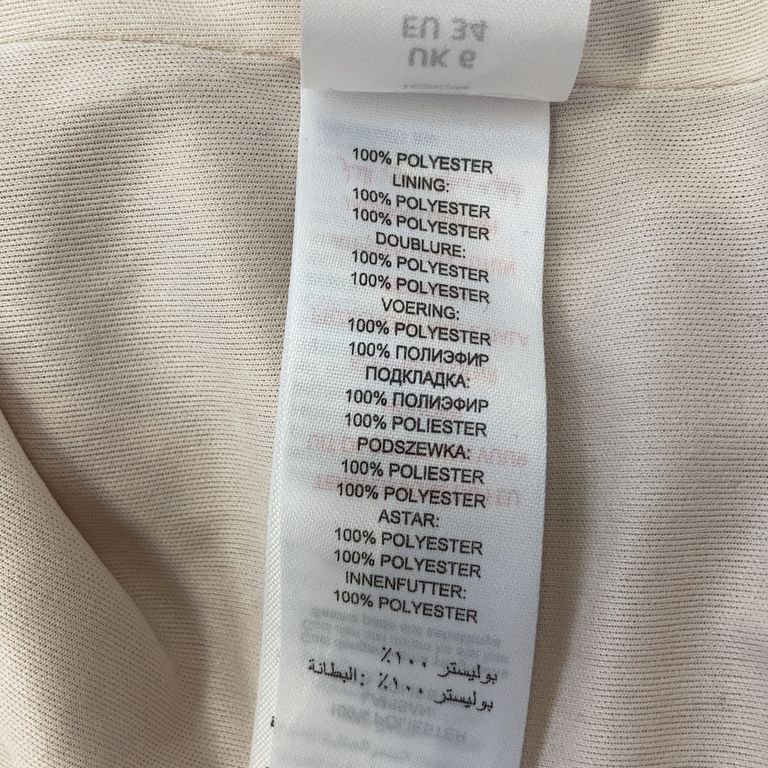 EU 34
UK 6
100% POLYESTER
LINING:
100% POLYESTER
100% POLYESTER
DOUBLURE:
100% POLYESTER
100% POLYESTER
VOERING:
100% POLYESTER
100% ПОЛИЭФИР
ПОДКЛАДКА:
100% ПОЛИЭФИР
100% POLIESTER
PODSZEWKA:
100% POLIESTER
100% POLYESTER
ASTAR:
100% POLYESTER
100% POLYESTER
INNENFUTTER:
100% POLYESTER
بوليستر ١٠٠٪
البطانة: بوليستر ١٠٠٪